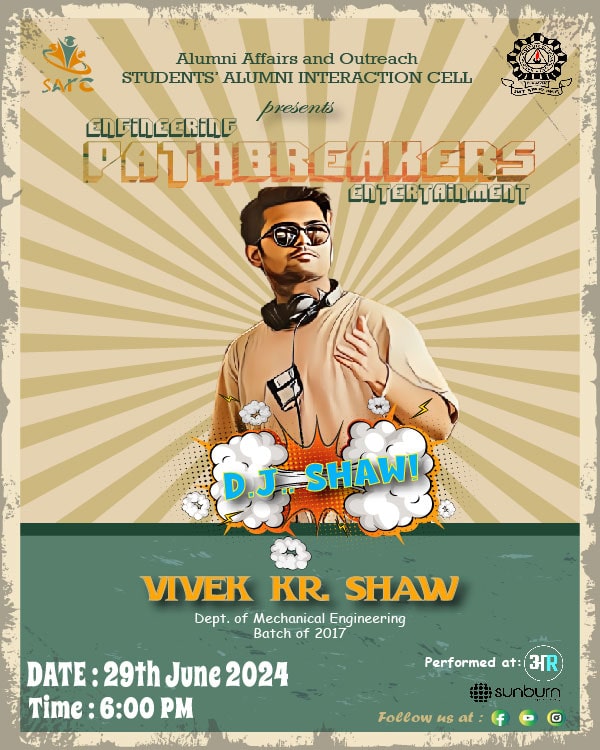 SAIC
Alumni Affairs and Outreach
STUDENTS' ALUMNI INTERACTION CELL
presents
ENGINEERING
PATHBREAKERS
ENTERTAINMENT
D.J.. SHAW!
VIVEK KR. SHAW
Dept. of Mechanical Engineering
Batch of 2017
DATE : 29th June 2024
Time : 6:00 PM
Performed at:
sunburn
Follow us at :